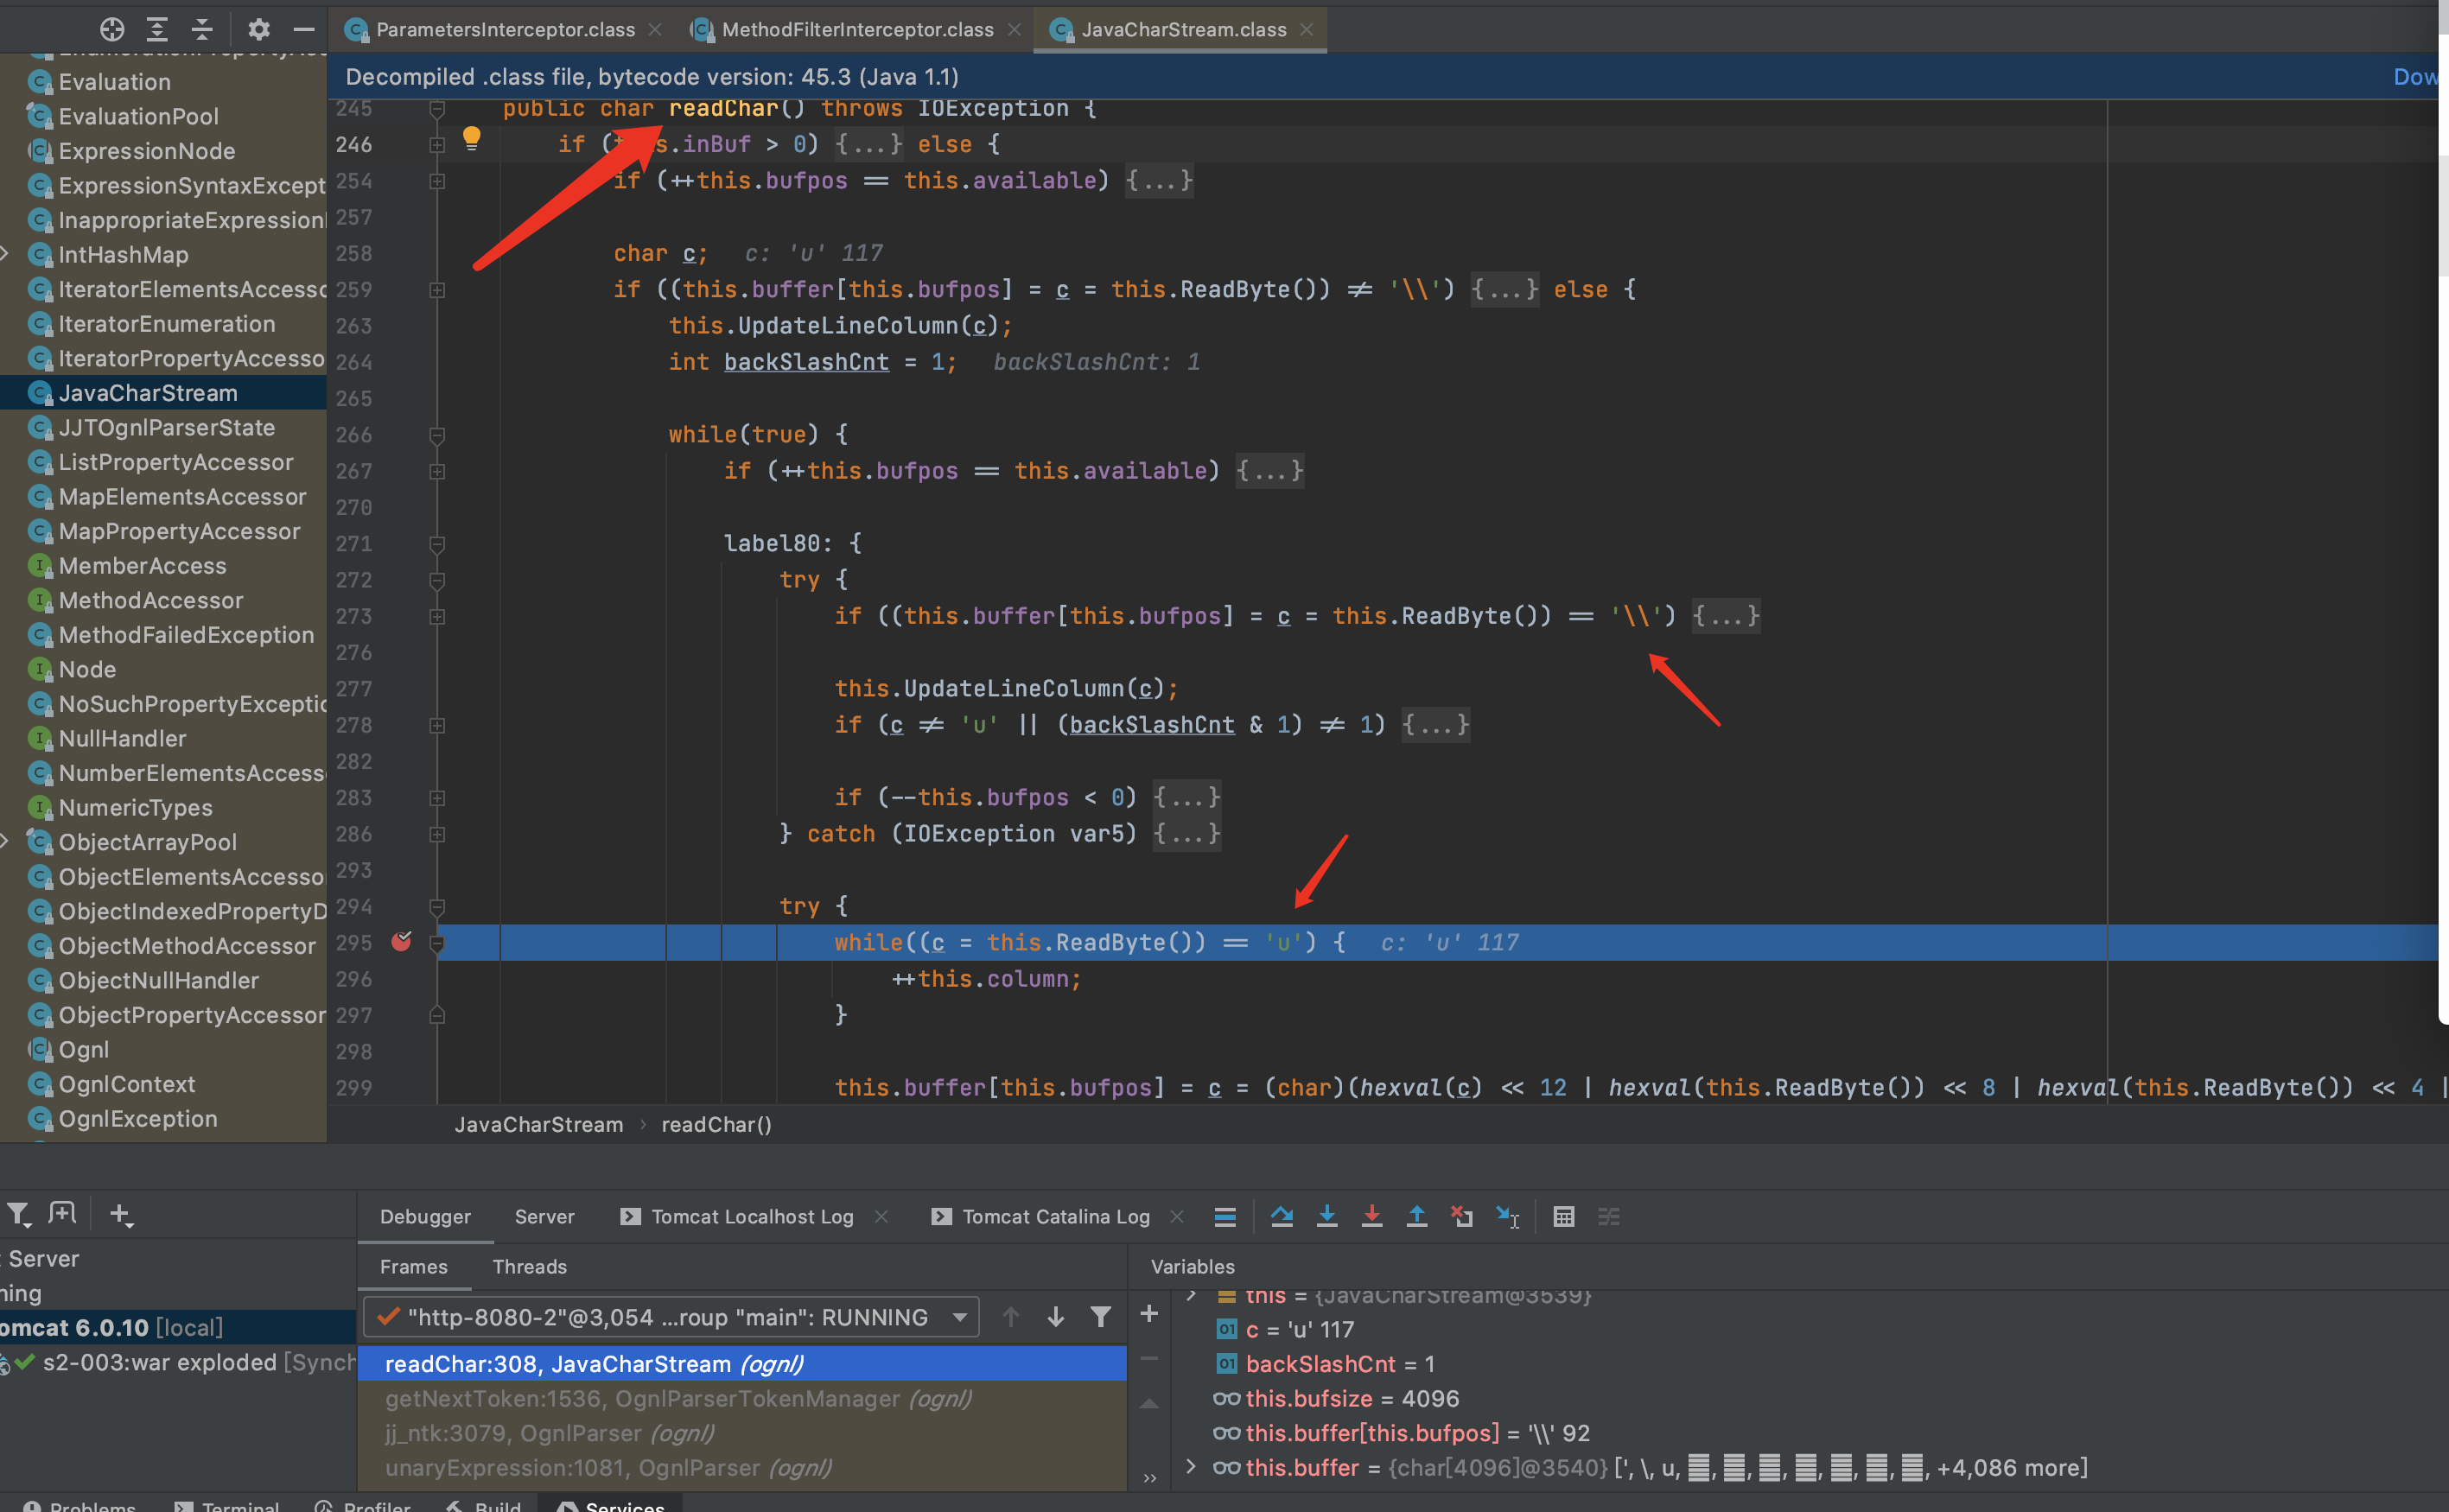 ParametersInterceptor.class
MethodFilterInterceptor.class
JavaCharStream.class
Decompiled .class file, bytecode version: 45.3 (Java 1.1)
Dow
Evaluation
EvaluationPool
ExpressionNode
ExpressionSyntaxExcept
InappropriateExpression
IntHashMap
IteratorElementsAccesso
IteratorEnumeration
IteratorPropertyAccesso
JavaCharStream
JJTOgnlParserState
ListPropertyAccessor
MapElementsAccessor
MapPropertyAccessor
MemberAccess
MethodAccessor
MethodFailedException
Node
NoSuchPropertyExceptio
NullHandler
NumberElementsAccess
NumericTypes
ObjectArrayPool
ObjectElementsAccesso
ObjectIndexedPropertyD
ObjectMethodAccessor
ObjectNullHandler
ObjectPropertyAccessor
Ognl
OgnlContext
OgnlException
245 public char readChar() throws IOException {
246 if (this.inBuf > 0) {...} else {
254 if (++this.bufpos == this.available) {...}
257
258 char c; c: 'u' 117
259 if ((this.buffer[this.bufpos] = c = this.ReadByte()) != '\\') {...} else {
263 this.UpdateLineColumn(c);
264 int backSlashCnt = 1; backSlashCnt: 1
265
266 while(true) {
267 if (++this.bufpos == this.available) {...}
270
271 label80: {
272 try {
273 if ((this.buffer[this.bufpos] = c = this.ReadByte()) == '\\') {...}
276
277 this.UpdateLineColumn(c);
278 if (c != 'u' || (backSlashCnt & 1) != 1) {...}
282
283 if (--this.bufpos < 0) {...}
286 } catch (IOException var5) {...}
293
294 try {
295 while((c = this.ReadByte()) == 'u') { c: 'u' 117
296 ++this.column;
297 }
298
299 this.buffer[this.bufpos] = c = (char)(hexval(c) << 12 | hexval(this.ReadByte()) << 8 | hexval(this.ReadByte()) << 4 |
JavaCharStream › readChar()
Debugger
Server
Tomcat Localhost Log
Tomcat Catalina Log
Server
ning
omcat 6.0.10 [local]
s2-003:war exploded [Synch
Frames
Threads
"http-8080-2"@3,054 ...roup "main": RUNNING
readChar:308, JavaCharStream (ognl)
getNextToken:1536, OgnlParserTokenManager (ognl)
jj_ntk:3079, OgnlParser (ognl)
unaryExpression:1081, OgnlParser (ognl)
Variables
this = {JavaCharStream@3539}
c = 'u' 117
backSlashCnt = 1
this.bufsize = 4096
this.buffer[this.bufpos] = '\\' 92
this.buffer = {char[4096]@3540} [', \, u, , , , , , , , +4,086 more]
Problems
Terminal
Profiler
Build
Services